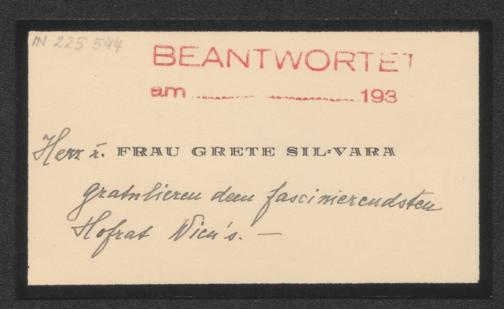 IN 225 544
BEANTWORTET
am 193
Herr u. FRAU GRETE SIL-VARA
gratulieren dem fascinierendsten
Hofrat Wien's. —